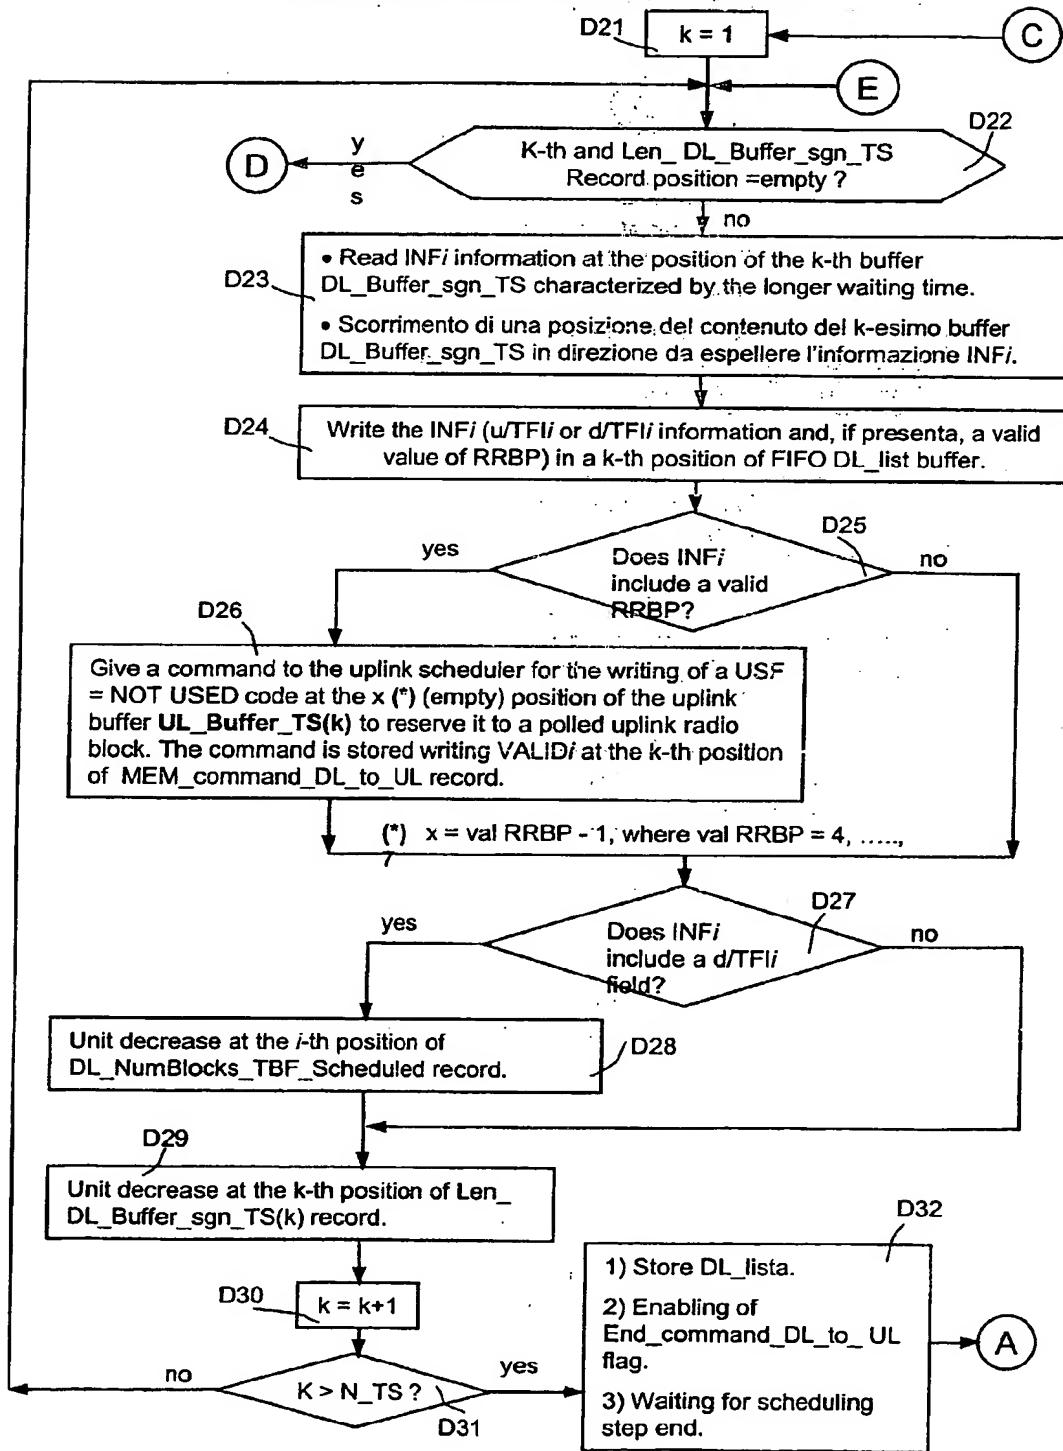 D21
k = 1
C
E
D22
D
yes
K-th and Len_ DL_Buffer_sgn_TS
Record position =empty ?
no
D23
• Read INFi information at the position of the k-th buffer
DL_Buffer_sgn_TS characterized by the longer waiting time.
• Scorrimento di una posizione del contenuto del k-esimo buffer
DL_Buffer_sgn_TS in direzione da espellere l'informazione INFi.
D24
Write the INFi (u/TFIi or d/TFIi information and, if presenta, a valid
value of RRBP) in a k-th position of FIFO DL_list buffer.
D25
yes
Does INFi
include a valid
RRBP?
no
D26
Give a command to the uplink scheduler for the writing of a USF
= NOT USED code at the x (*) (empty) position of the uplink
buffer UL_Buffer_TS(k) to reserve it to a polled uplink radio
block. The command is stored writing VALIDi at the k-th position
of MEM_command_DL_to_UL record.
(*) x = val RRBP - 1, where val RRBP = 4, .....,
7
D27
yes
Does INFi
include a d/TFIi
field?
no
Unit decrease at the i-th position of
DL_NumBlocks_TBF_Scheduled record.
D28
D29
Unit decrease at the k-th position of Len_
DL_Buffer_sgn_TS(k) record.
D30
k = k+1
no
K > N_TS ?
yes
D31
D32
1) Store DL_lista.
2) Enabling of
End_command_DL_to_ UL
flag.
3) Waiting for scheduling
step end.
A